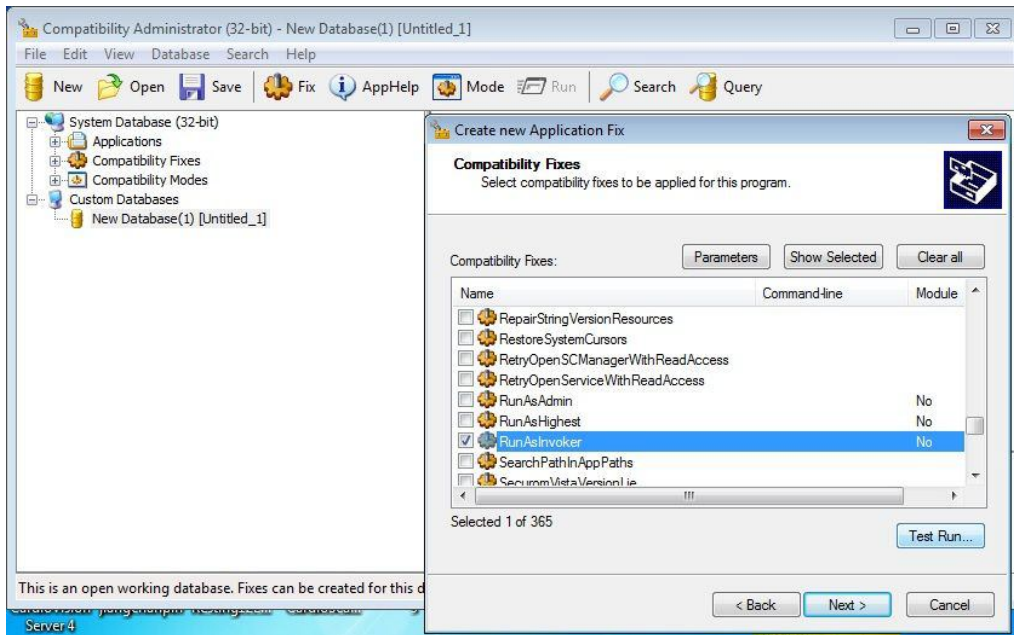 Compatibility Administrator (32-bit) - New Database(1) [Untitled_1]
File Edit View Database Search Help
New Open Save Fix AppHelp Mode Run Search Query
System Database (32-bit)
Applications
Compatibility Fixes
Compatibility Modes
Custom Databases
New Database(1) [Untitled_1]
This is an open working database. Fixes can be created for this d
Server 4
Create new Application Fix
Compatibility Fixes
Select compatibility fixes to be applied for this program.
Compatibility Fixes: Parameters Show Selected Clear all
Name Command-line Module
RepairStringVersionResources
RestoreSystemCursors
RetryOpenSCManagerWithReadAccess
RetryOpenServiceWithReadAccess
RunAsAdmin No
RunAsHighest No
RunAsInvoker No
SearchPathInAppPaths
SecuromVistaVersionLie
Selected 1 of 365
Test Run...
< Back Next > Cancel